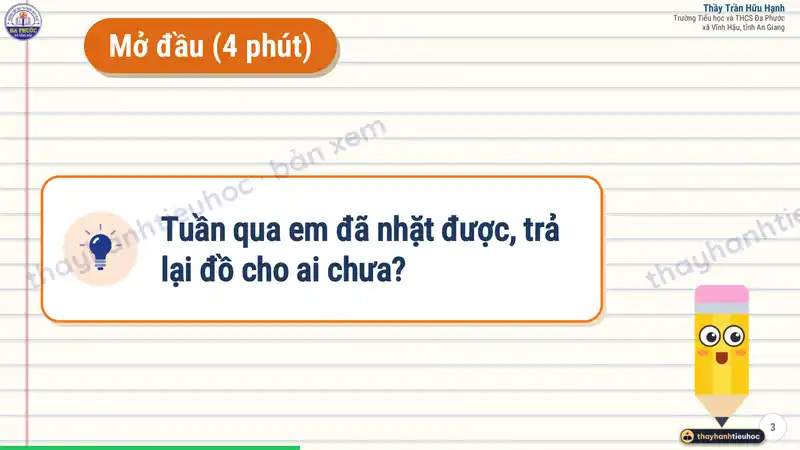 Thầy Trần Hữu Hạnh
Trường Tiểu học và THCS Đa Phước
xã Vĩnh Hậu, tỉnh An Giang
ĐA PHƯỚC
Mở đầu (4 phút)
Tuần qua em đã nhặt được, trả
lại đồ cho ai chưa?
thayhanhtieuhoc · bản xem
thayhanhtie
thayhanhtieuhoc
3